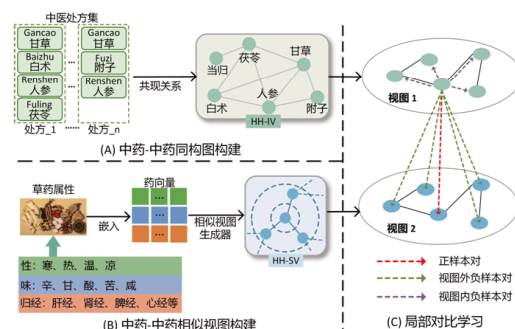 中医处方集
Gancao
甘草
Baizhu
白术
Renshen
人参
Fuling
茯苓
处方_1
...
......
Gancao
甘草
Fuzi
附子
Renshen
人参
处方_n
共现关系
茯苓
甘草
当归
人参
白术
附子
HH-IV
(A) 中药-中药同构图构建
草药属性
嵌入
药向量
...
...
...
相似视图
生成器
HH-SV
性：寒、热、温、凉
味：辛、甘、酸、苦、咸
归经：肝经、肾经、脾经、心经等
(B) 中药-中药相似视图构建
视图 1
视图 2
正样本对
视图外负样本对
视图内负样本对
(C) 局部对比学习